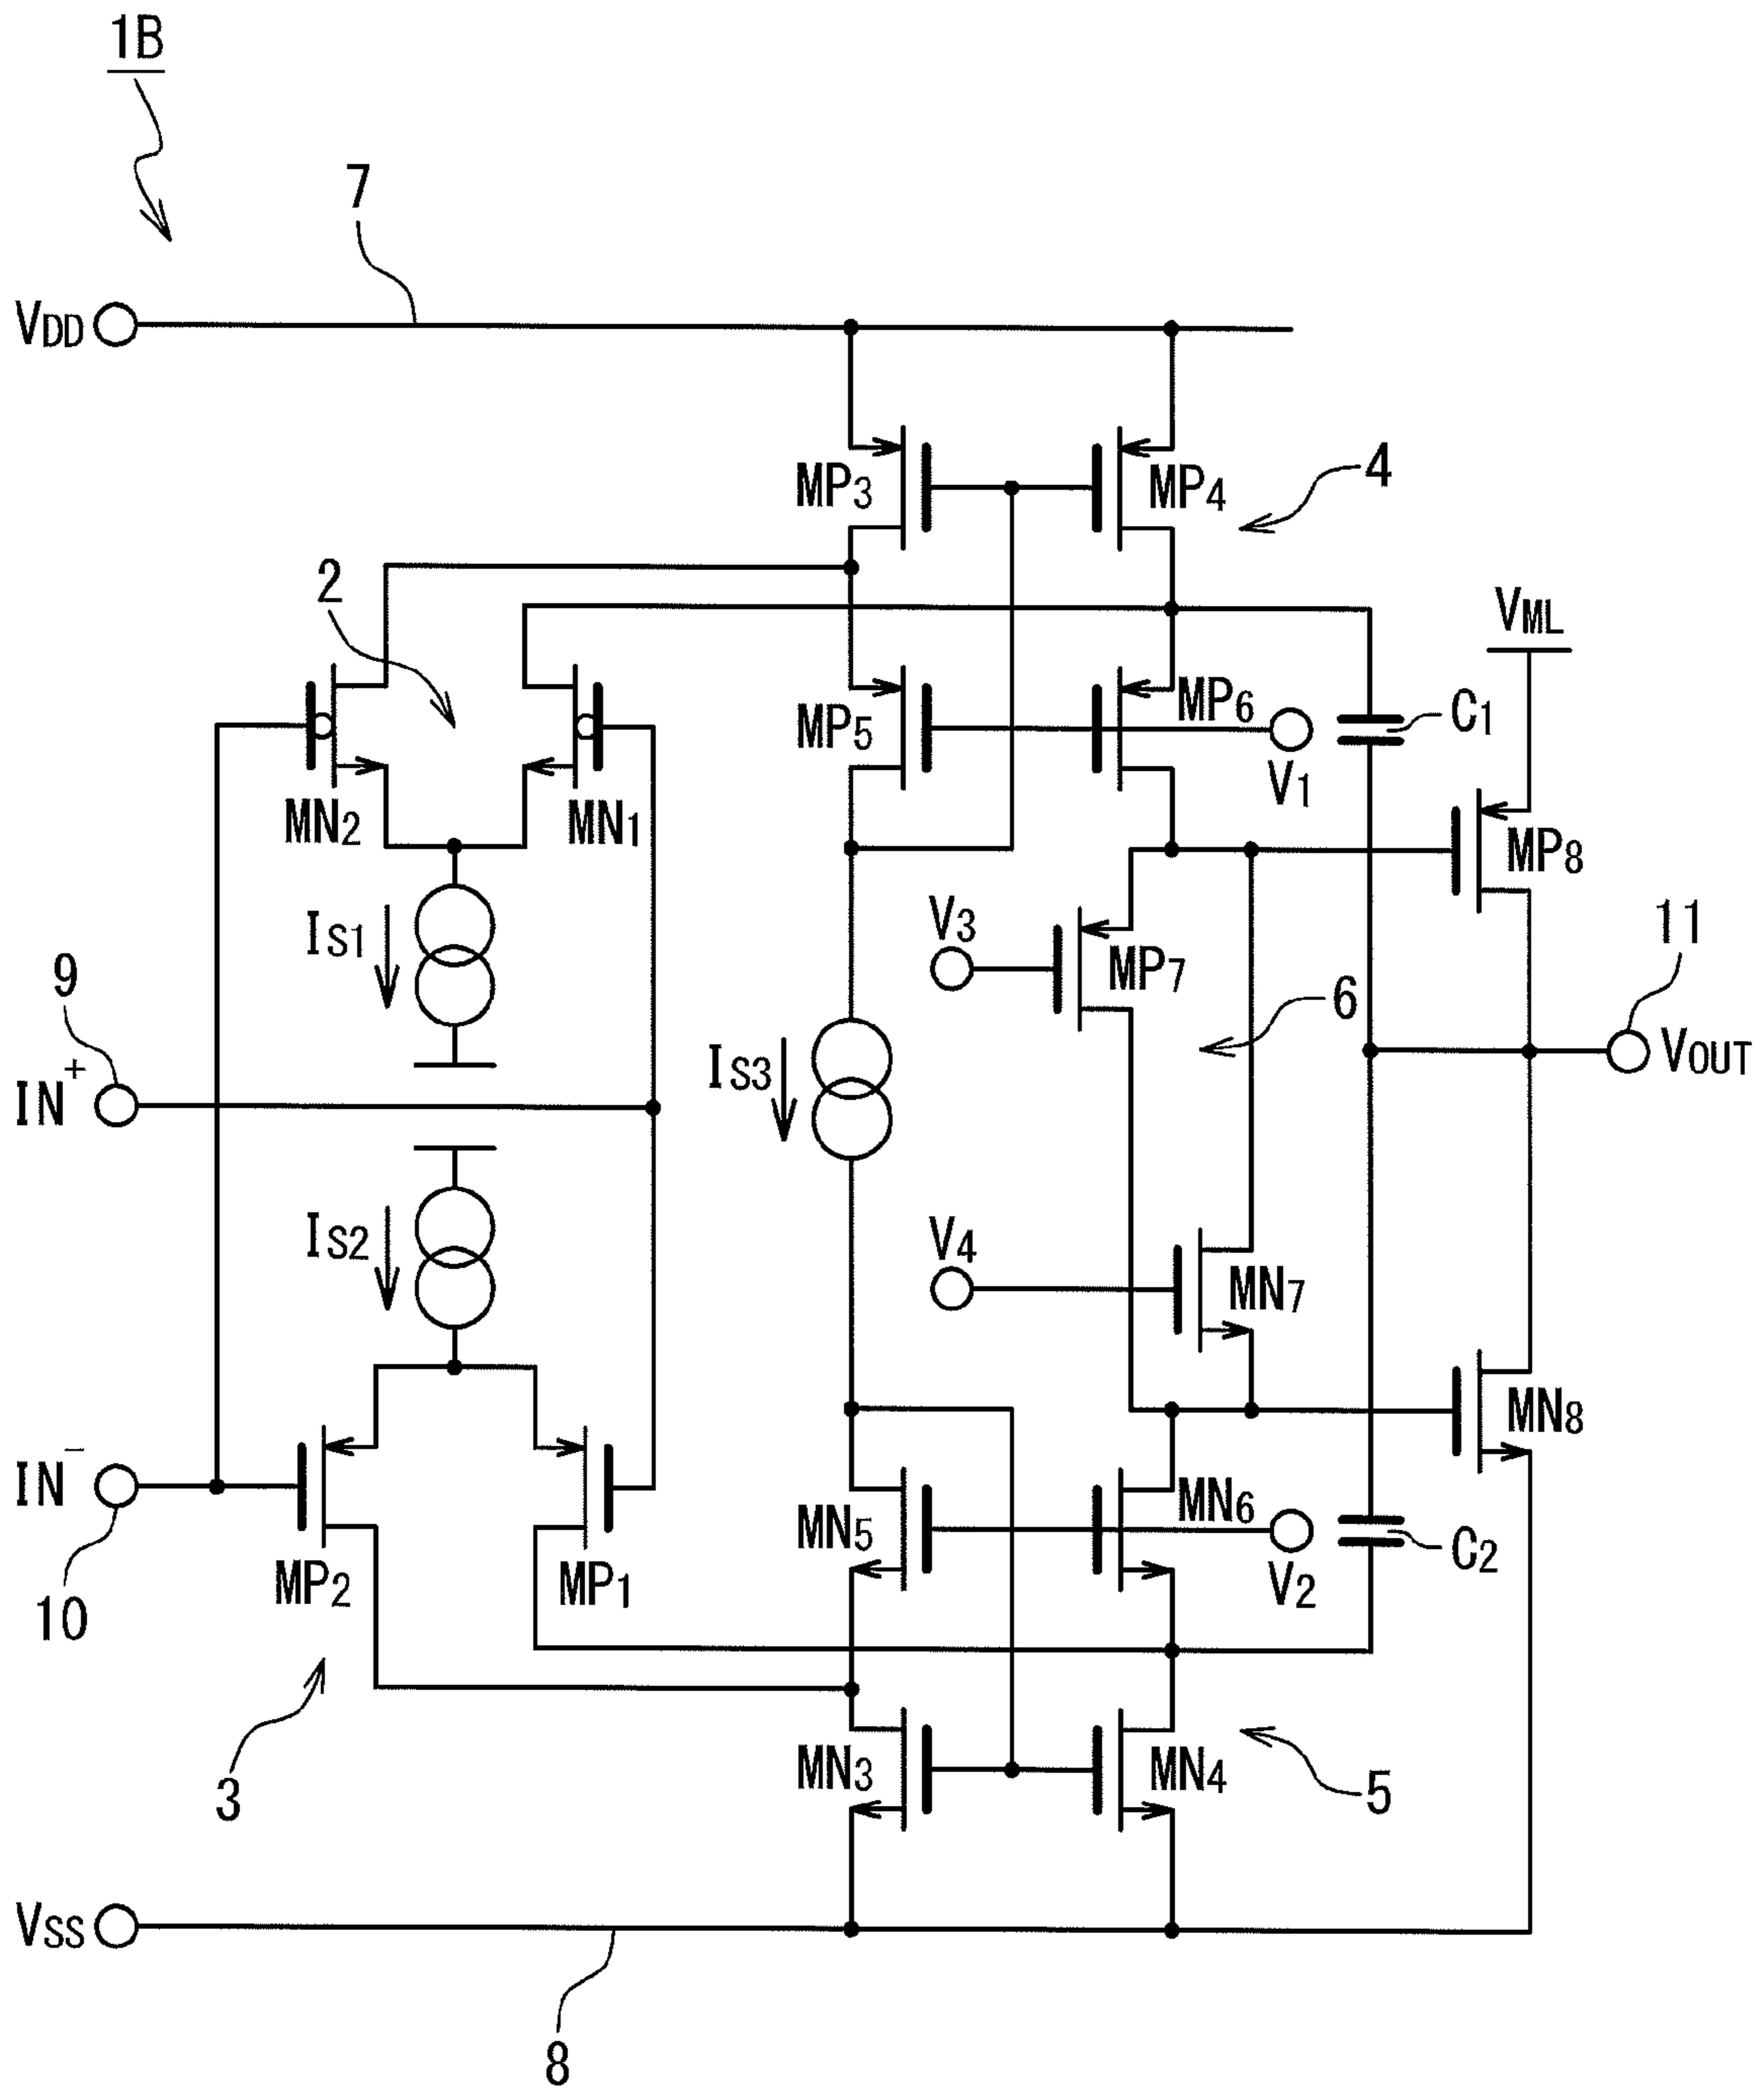 1B
7
VDD
MP3
MP4
4
2
VML
MP5
MP6
C1
V1
MN2
MN1
MP8
IS1
V3
MP7
11
9
6
IN+
IS3
VOUT
IS2
V4
MN7
MN8
IN-
MN5
MN6
C2
MP2
MP1
V2
10
3
MN3
MN4
5
VSS
8